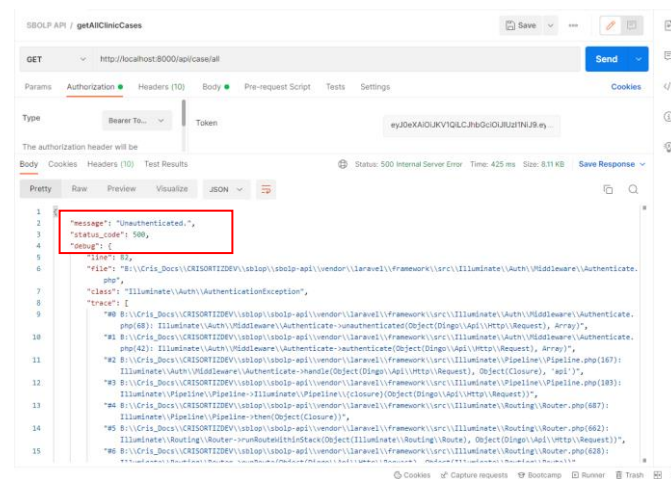 SBOLP API / getAllClinicCases
Save
GET http://localhost:8000/api/case/all Send
Params Authorization Headers (10) Body Pre-request Script Tests Settings Cookies
Type Bearer To... Token eyJ0eXAiOiJKV1QiLCJhbGciOiJIUzI1NiJ9.ey...
The authorization header will be
Body Cookies Headers (10) Test Results Status: 500 Internal Server Error Time: 425 ms Size: 8.11 KB Save Response
Pretty Raw Preview Visualize JSON
1 {
2 "message": "Unauthenticated.",
3 "status_code": 500,
4 "debug": {
5 "line": 82,
6 "file": "B:\\Cris_Docs\\CRISORTIZDEV\\sblop\\sbolp-api\\vendor\\laravel\\framework\\src\\Illuminate\\Auth\\Middleware\\Authenticate.
php",
7 "class": "Illuminate\\Auth\\AuthenticationException",
8 "trace": [
9 "#0 B:\\Cris_Docs\\CRISORTIZDEV\\sblop\\sbolp-api\\vendor\\laravel\\framework\\src\\Illuminate\\Auth\\Middleware\\Authenticate.
php(68): Illuminate\\Auth\\Middleware\\Authenticate->unauthenticated(Object(Dingo\\Api\\Http\\Request), Array)",
10 "#1 B:\\Cris_Docs\\CRISORTIZDEV\\sblop\\sbolp-api\\vendor\\laravel\\framework\\src\\Illuminate\\Auth\\Middleware\\Authenticate.
php(42): Illuminate\\Auth\\Middleware\\Authenticate->authenticate(Object(Dingo\\Api\\Http\\Request), Array)",
11 "#2 B:\\Cris_Docs\\CRISORTIZDEV\\sblop\\sbolp-api\\vendor\\laravel\\framework\\src\\Illuminate\\Pipeline\\Pipeline.php(167):
Illuminate\\Auth\\Middleware\\Authenticate->handle(Object(Dingo\\Api\\Http\\Request), Object(Closure), 'api')",
12 "#3 B:\\Cris_Docs\\CRISORTIZDEV\\sblop\\sbolp-api\\vendor\\laravel\\framework\\src\\Illuminate\\Pipeline\\Pipeline.php(103):
Illuminate\\Pipeline\\Pipeline->Illuminate\\Pipeline\\{closure}(Object(Dingo\\Api\\Http\\Request))",
13 "#4 B:\\Cris_Docs\\CRISORTIZDEV\\sblop\\sbolp-api\\vendor\\laravel\\framework\\src\\Illuminate\\Routing\\Router.php(687):
Illuminate\\Pipeline\\Pipeline->then(Object(Closure))",
14 "#5 B:\\Cris_Docs\\CRISORTIZDEV\\sblop\\sbolp-api\\vendor\\laravel\\framework\\src\\Illuminate\\Routing\\Router.php(662):
Illuminate\\Routing\\Router->runRouteWithinStack(Object(Illuminate\\Routing\\Route), Object(Dingo\\Api\\Http\\Request))",
15 "#6 B:\\Cris_Docs\\CRISORTIZDEV\\sblop\\sbolp-api\\vendor\\laravel\\framework\\src\\Illuminate\\Routing\\Router.php(628):
Cookies Capture requests Bootcamp Runner Trash